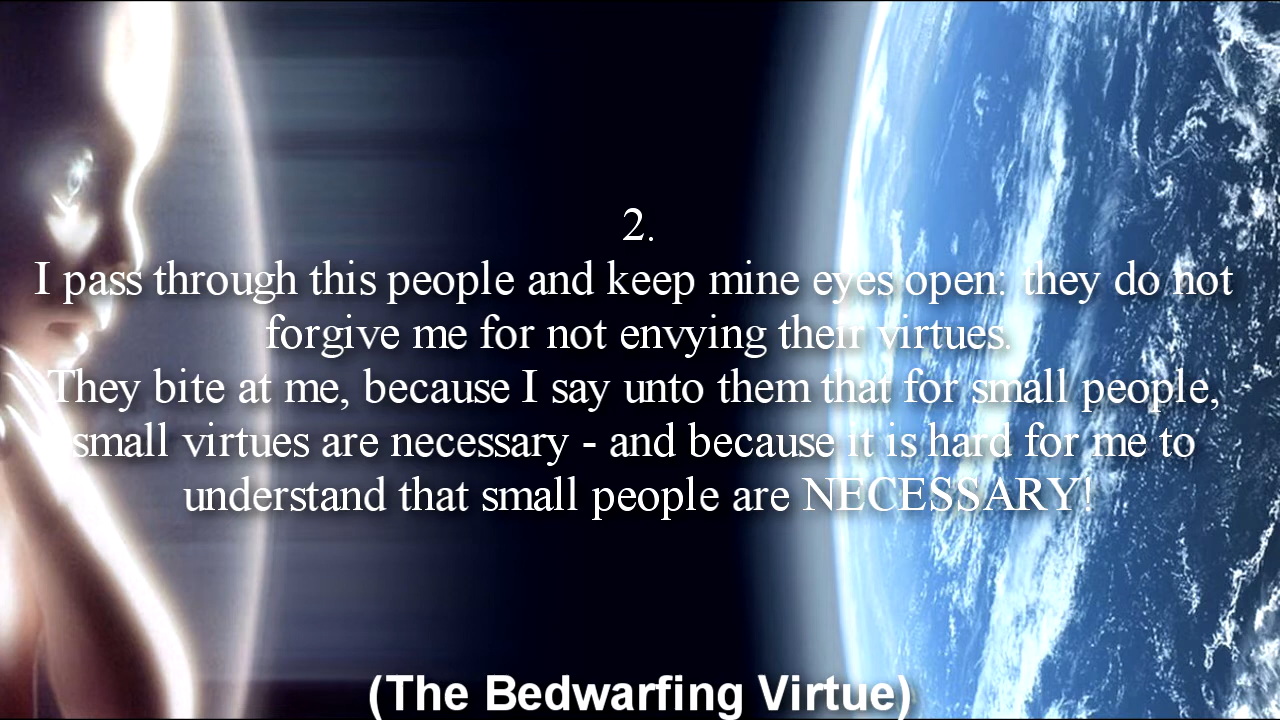 2.
I pass through this people and keep mine eyes open: they do not
forgive me for not envying their virtues.
They bite at me, because I say unto them that for small people,
small virtues are necessary - and because it is hard for me to
understand that small people are NECESSARY!
(The Bedwarfing Virtue)